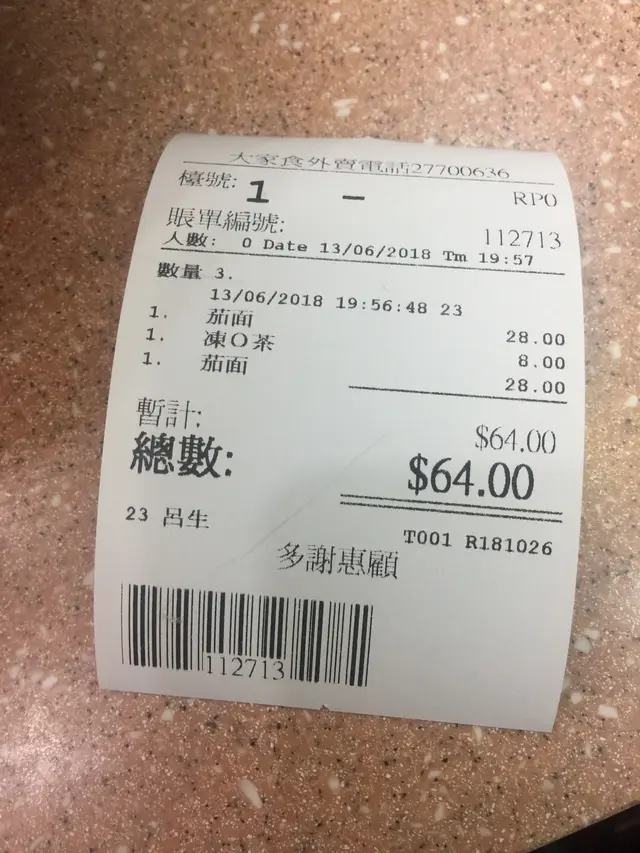 大家食外賣電話27700636
檯號: 1 – RP0
賬單編號: 112713
人數: 0 Date 13/06/2018 Tm 19:57
數量 3.
13/06/2018 19:56:48 23
1. 茄面 28.00
1. 凍O茶 8.00
1. 茄面 28.00
暫計: $64.00
總數: $64.00
23 呂生 T001 R181026
多謝惠顧
112713